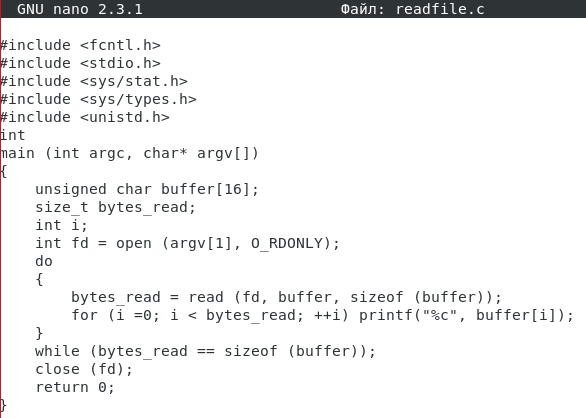 GNU nano 2.3.1 Файл: readfile.c
#include <fcntl.h>
#include <stdio.h>
#include <sys/stat.h>
#include <sys/types.h>
#include <unistd.h>
int
main (int argc, char* argv[])
{
    unsigned char buffer[16];
    size_t bytes_read;
    int i;
    int fd = open (argv[1], O_RDONLY);
    do
    {
        bytes_read = read (fd, buffer, sizeof (buffer));
        for (i =0; i < bytes_read; ++i) printf("%c", buffer[i]);
    }
    while (bytes_read == sizeof (buffer));
    close (fd);
    return 0;
}